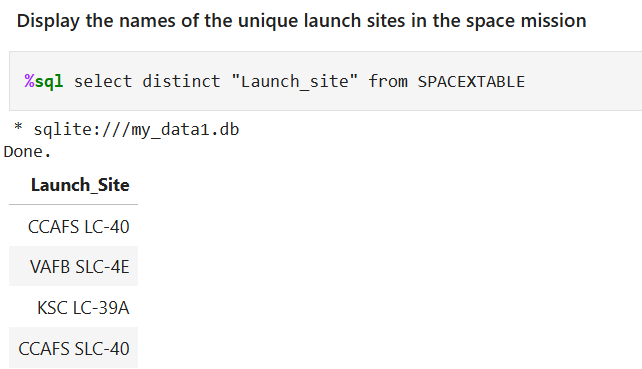 Display the names of the unique launch sites in the space mission
%sql select distinct "Launch_site" from SPACEXTABLE
* sqlite:///my_data1.db
Done.
Launch_Site
CCAFS LC-40
VAFB SLC-4E
KSC LC-39A
CCAFS SLC-40